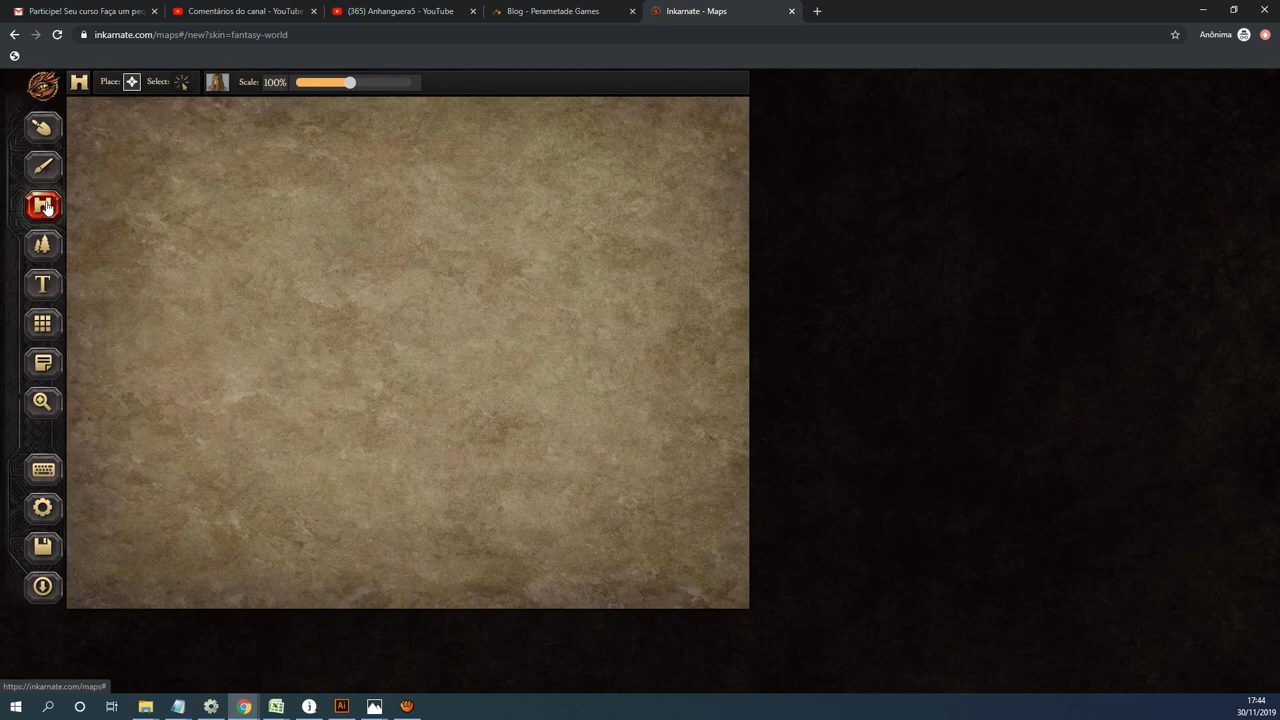 Participe! Seu curso Faça um peq
Comentários do canal - YouTube
(365) Anhanguera5 - YouTube
Blog - Perametade Games
Inkarnate - Maps
inkarnate.com/maps#/new?skin=fantasy-world
Anônima
Place:
Select:
Scale: 100%
T
https://inkarnate.com/maps#
Ai
17:44
30/11/2019